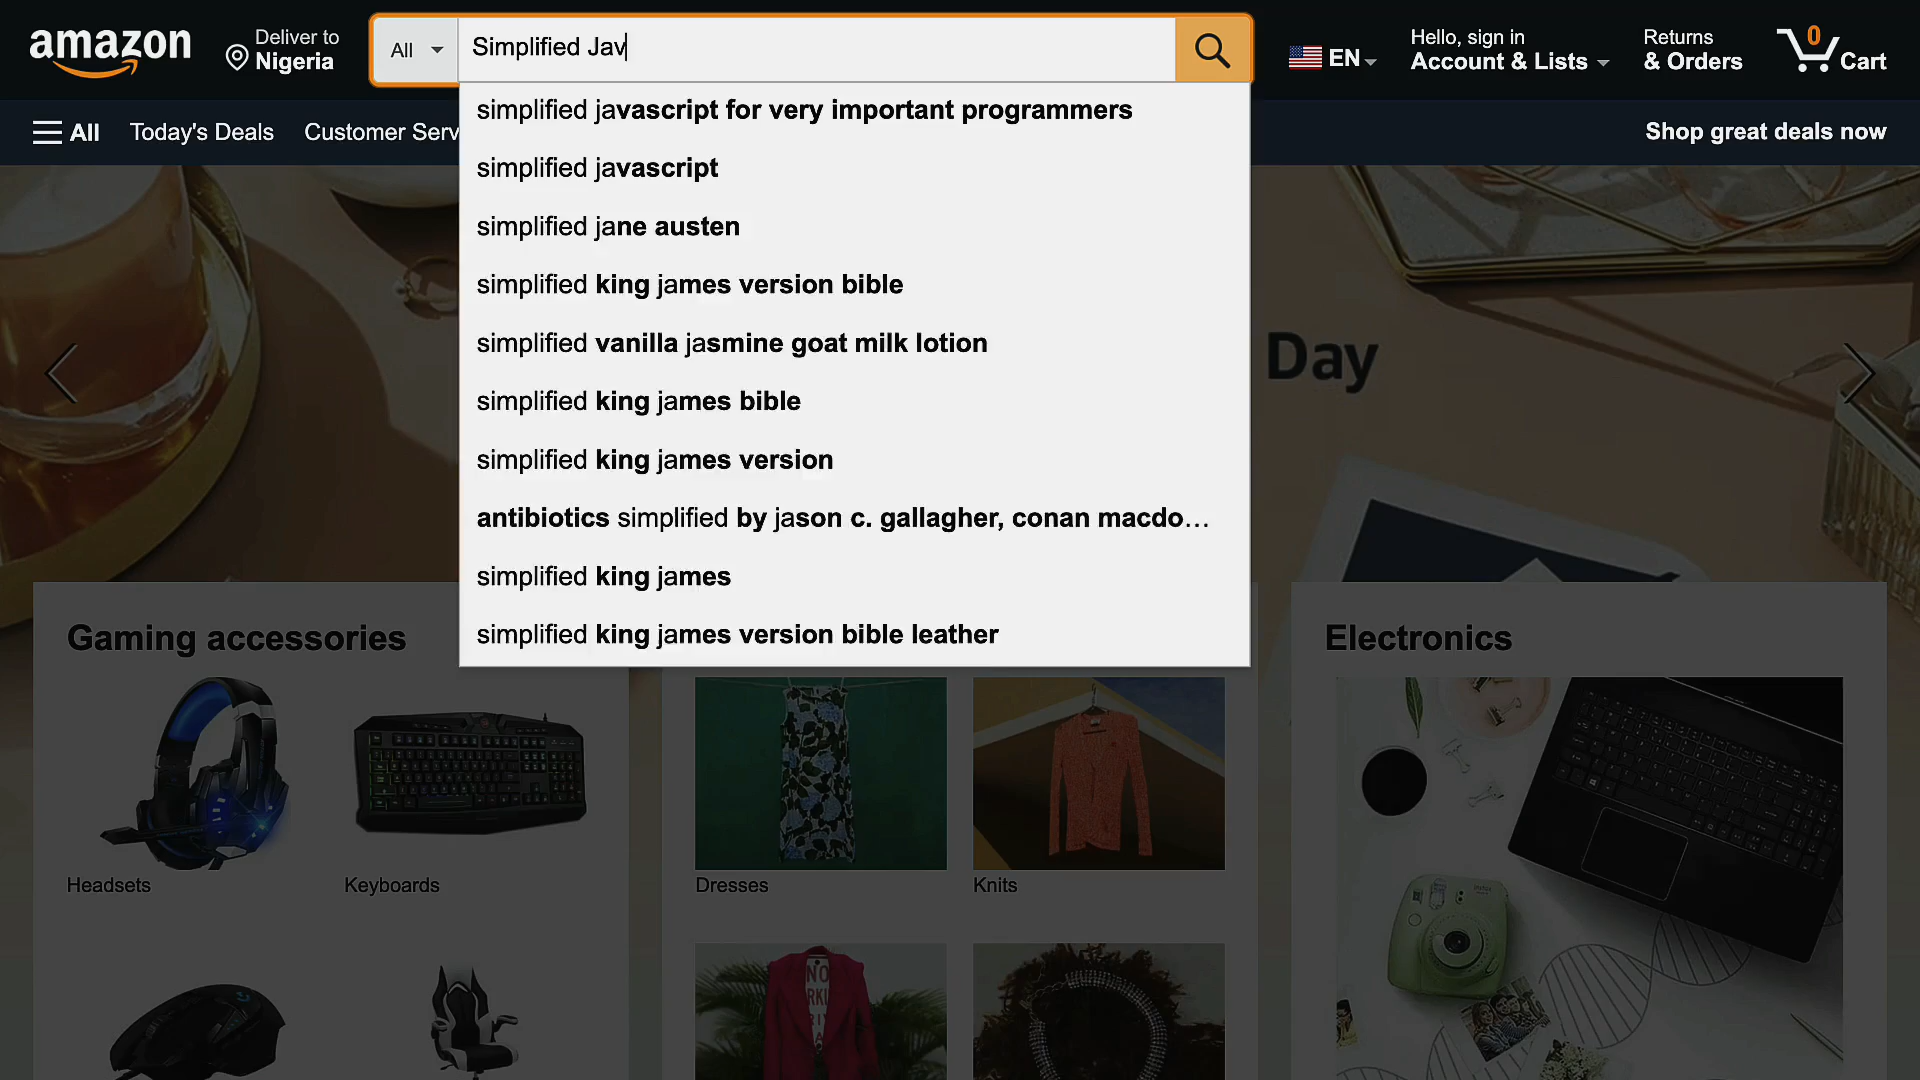 amazon
Deliver to
Nigeria
All
Simplified Jav
EN
Hello, sign in
Account & Lists
Returns
& Orders
0
Cart
All
Today's Deals
Customer Serv
Shop great deals now
simplified javascript for very important programmers
simplified javascript
simplified jane austen
simplified king james version bible
simplified vanilla jasmine goat milk lotion
simplified king james bible
simplified king james version
antibiotics simplified by jason c. gallagher, conan macdo…
simplified king james
simplified king james version bible leather
Day
Gaming accessories
Headsets
Keyboards
Dresses
Knits
Electronics